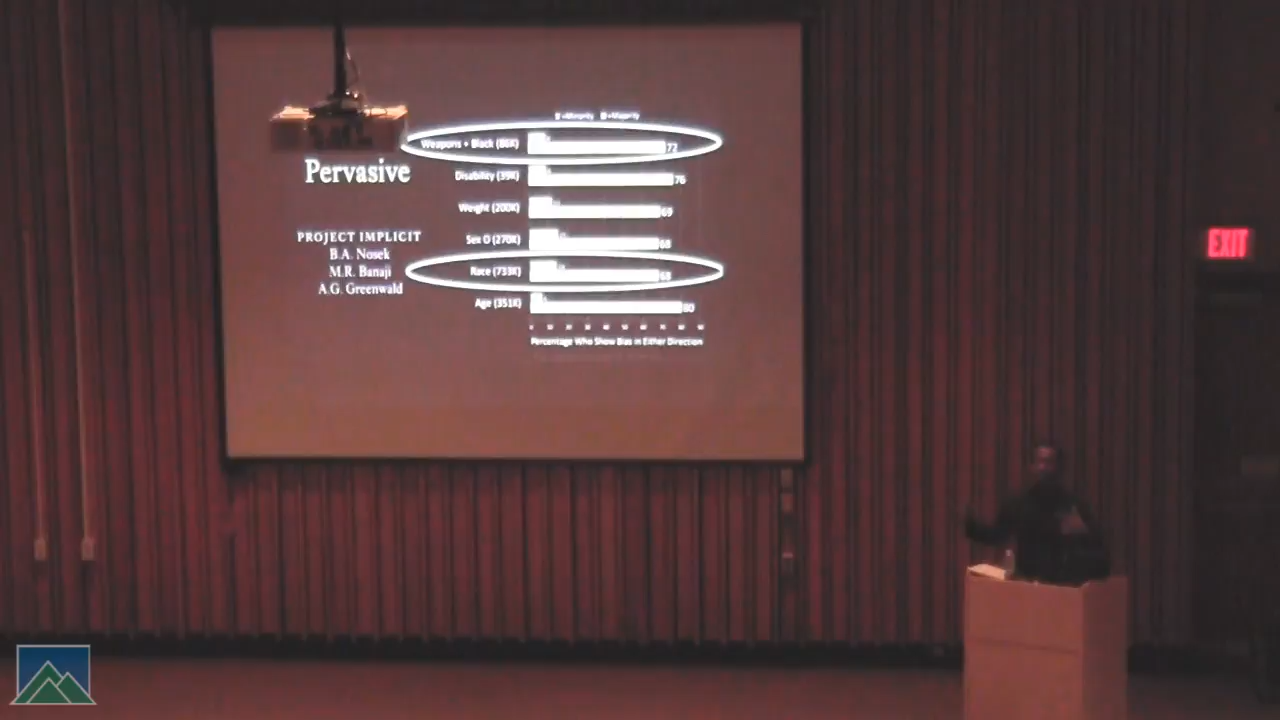 Pervasive
PROJECT IMPLICIT
B.A. Nosek
M.R. Banaji
A.G. Greenwald
Weapons + Black (86K)
72
Disability (39K)
76
Weight (200K)
69
Sex O (270K)
68
Race (733K)
68
Age (351K)
80
Percentage Who Show Bias in Either Direction
EXIT